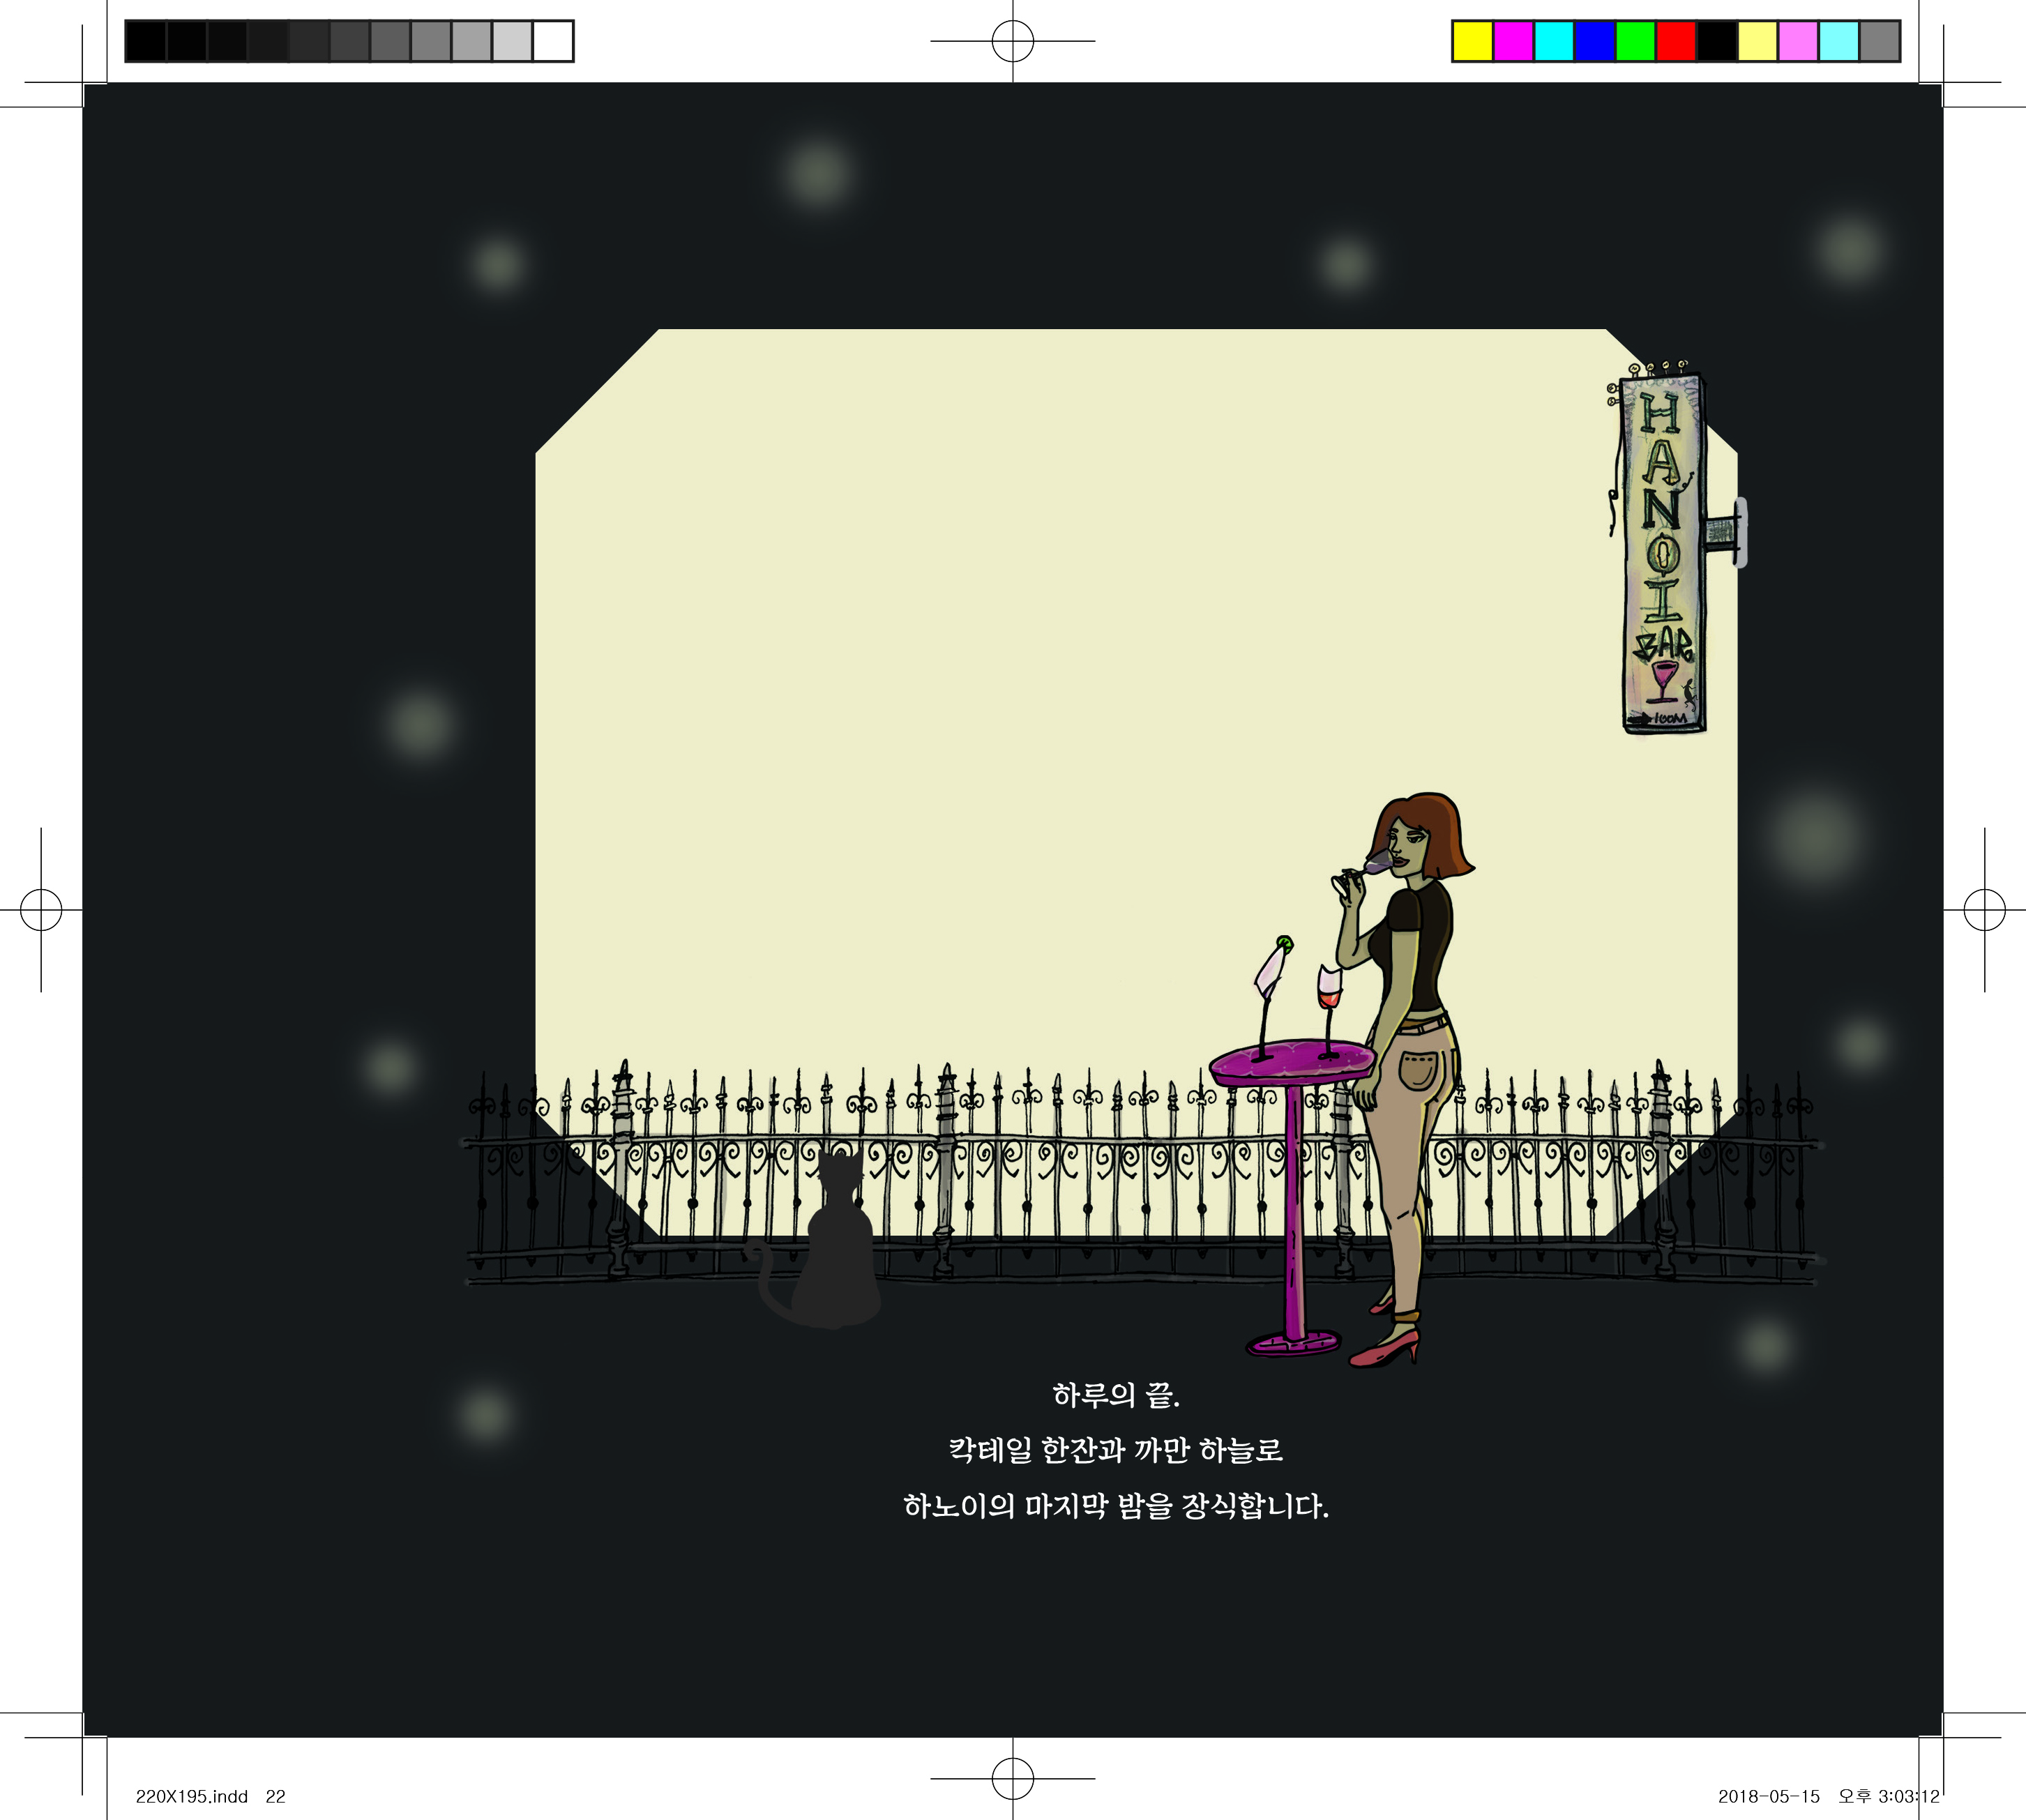 HANOI
BAR
100M
하루의 끝.
칵테일 한잔과 까만 하늘로
하노이의 마지막 밤을 장식합니다.
220X195.indd 22
2018-05-15 오후 3:03:12